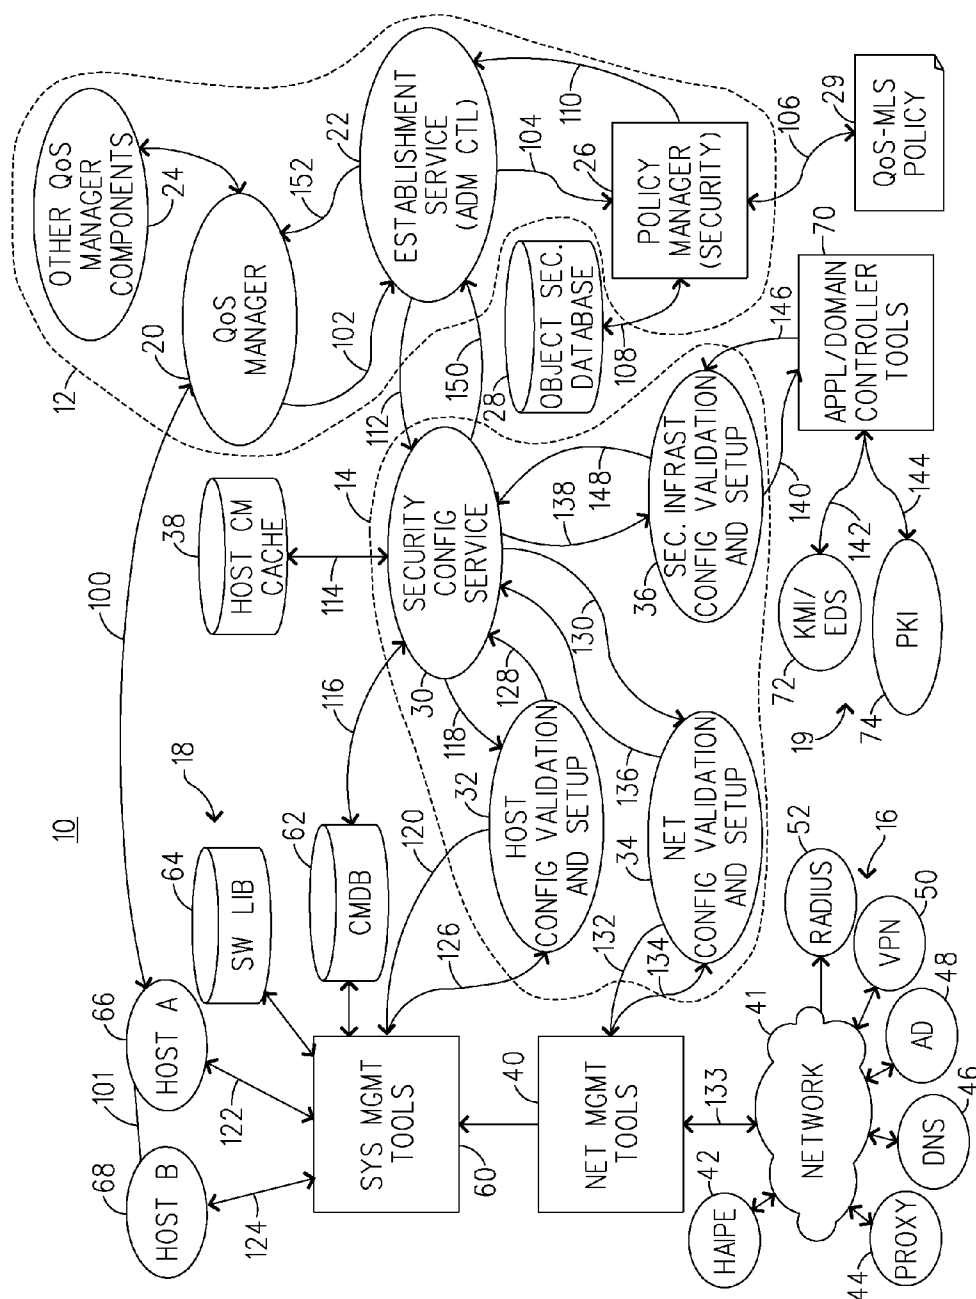 10
12
OTHER QoS
MANAGER
COMPONENTS
24
20
QoS
MANAGER
152
22
ESTABLISHMENT
SERVICE
(ADM CTL)
102
104
110
26
POLICY
MANAGER
(SECURITY)
106
29
QoS-MLS
POLICY
112
150
28
OBJECT SEC.
DATABASE
108
100
38
HOST CM
CACHE
114
14
SECURITY
CONFIG
SERVICE
30
116
118
128
130
138
148
36
SEC. INFRAST
CONFIG VALIDATION
AND SETUP
146
70
APPL/DOMAIN
CONTROLLER
TOOLS
140
142
144
72
KMI/
EDS
74
PKI
19
18
64
SW LIB
62
CMDB
120
32
HOST
CONFIG VALIDATION
AND SETUP
126
136
34
NET
CONFIG VALIDATION
AND SETUP
132
134
66
HOST A
101
68
HOST B
122
124
SYS MGMT
TOOLS
60
40
NET MGMT
TOOLS
133
41
NETWORK
52
RADIUS
16
50
VPN
48
AD
46
DNS
44
PROXY
42
HAIPE